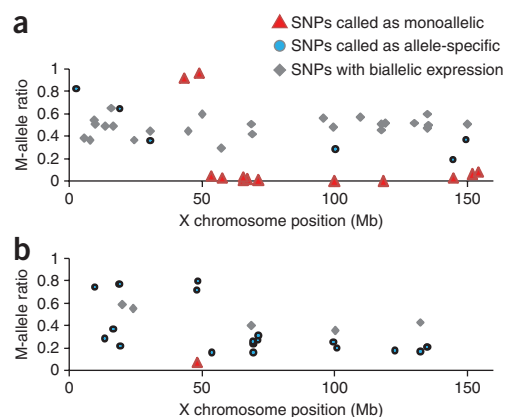 a
SNPs called as monoallelic
SNPs called as allele-specific
SNPs with biallelic expression
M-allele ratio
1
0.8
0.6
0.4
0.2
0
0 50 100 150
X chromosome position (Mb)
b
M-allele ratio
1
0.8
0.6
0.4
0.2
0
0 50 100 150
X chromosome position (Mb)